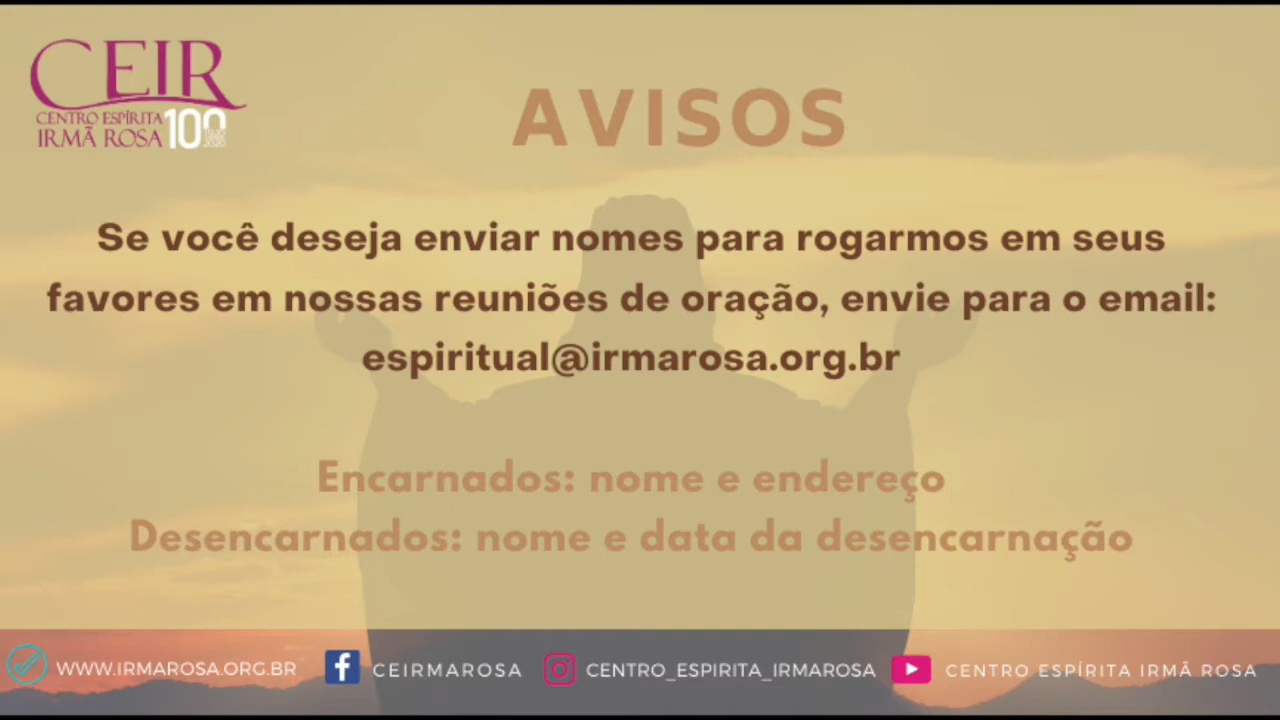 CEIR
CENTRO ESPÍRITA
IRMÃ ROSA 100
AVISOS
Se você deseja enviar nomes para rogarmos em seus
favores em nossas reuniões de oração, envie para o email:
espiritual@irmarosa.org.br
Encarnados: nome e endereço
Desencarnados: nome e data da desencarnação
WWW.IRMAROSA.ORG.BR CEIRMAROSA CENTRO_ESPIRITA_IRMAROSA CENTRO ESPÍRITA IRMÃ ROSA